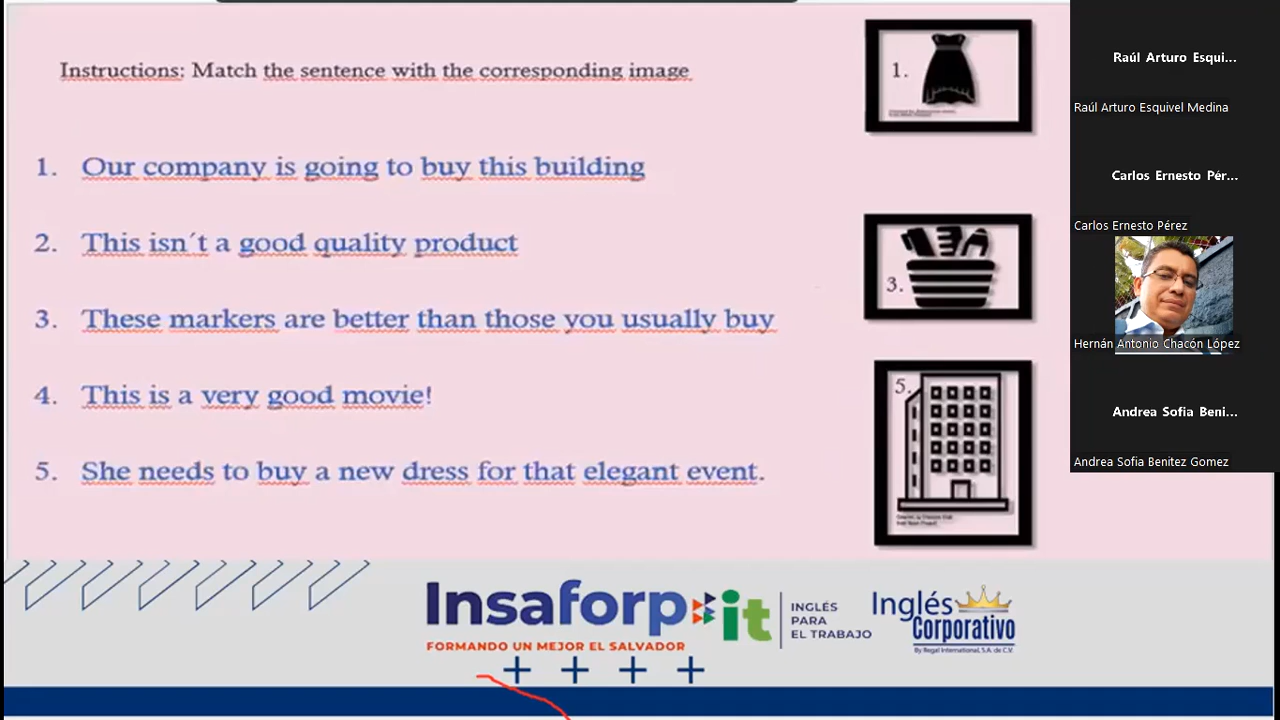 Instructions: Match the sentence with the corresponding image
1. Our company is going to buy this building
2. This isn´t a good quality product
3. These markers are better than those you usually buy
4. This is a very good movie!
5. She needs to buy a new dress for that elegant event.
1.
3.
5.
Raúl Arturo Esqui...
Raúl Arturo Esquivel Medina
Carlos Ernesto Pér...
Carlos Ernesto Pérez
Hernán Antonio Chacón López
Andrea Sofia Beni...
Andrea Sofia Benitez Gomez
Insaforp
FORMANDO UN MEJOR EL SALVADOR
it
INGLÉS
PARA
EL TRABAJO
Inglés
Corporativo
By Regal International, S.A. de C.V.